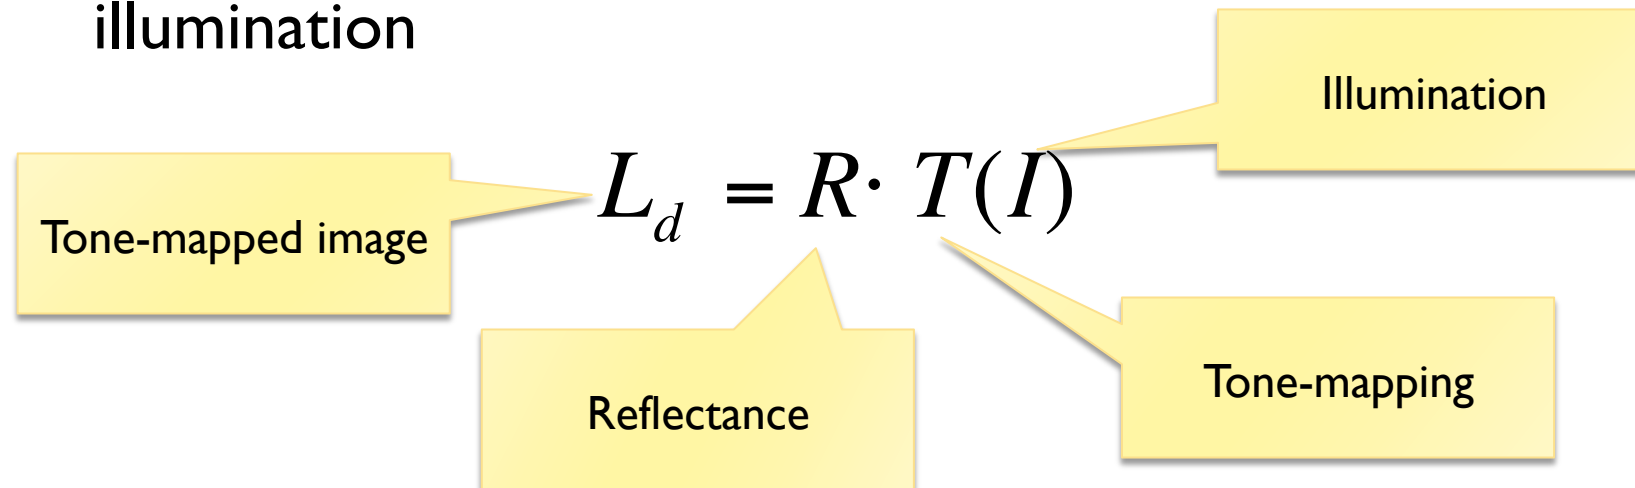 illumination
Illumination
L_d = R· T(I)
Tone-mapped image
Tone-mapping
Reflectance